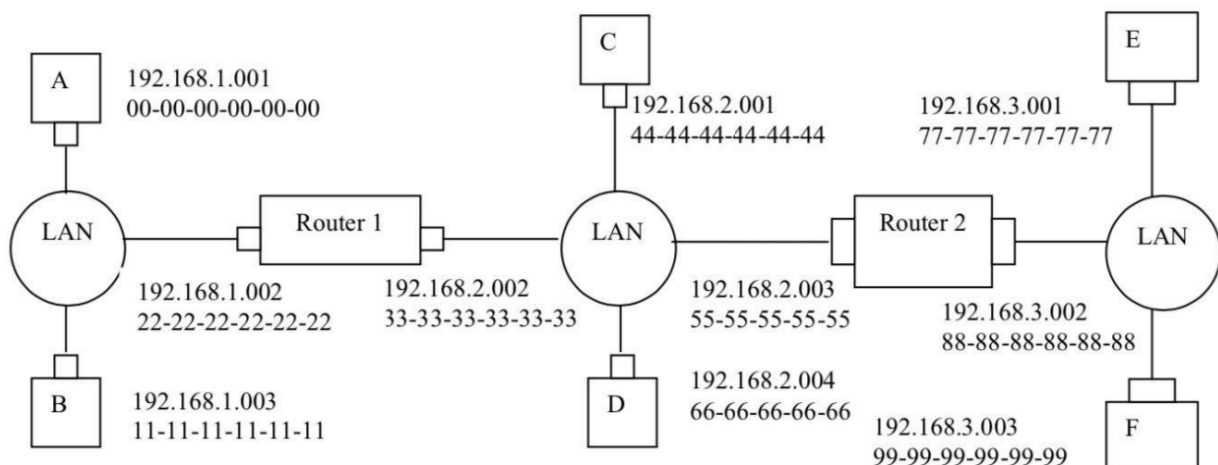 A
192.168.1.001
00-00-00-00-00-00
C
192.168.2.001
44-44-44-44-44-44
E
192.168.3.001
77-77-77-77-77-77
LAN
Router 1
LAN
Router 2
LAN
192.168.1.002
22-22-22-22-22-22
192.168.2.002
33-33-33-33-33-33
192.168.2.003
55-55-55-55-55
192.168.3.002
88-88-88-88-88-88
B
192.168.1.003
11-11-11-11-11-11
D
192.168.2.004
66-66-66-66-66
192.168.3.003
99-99-99-99-99-99
F